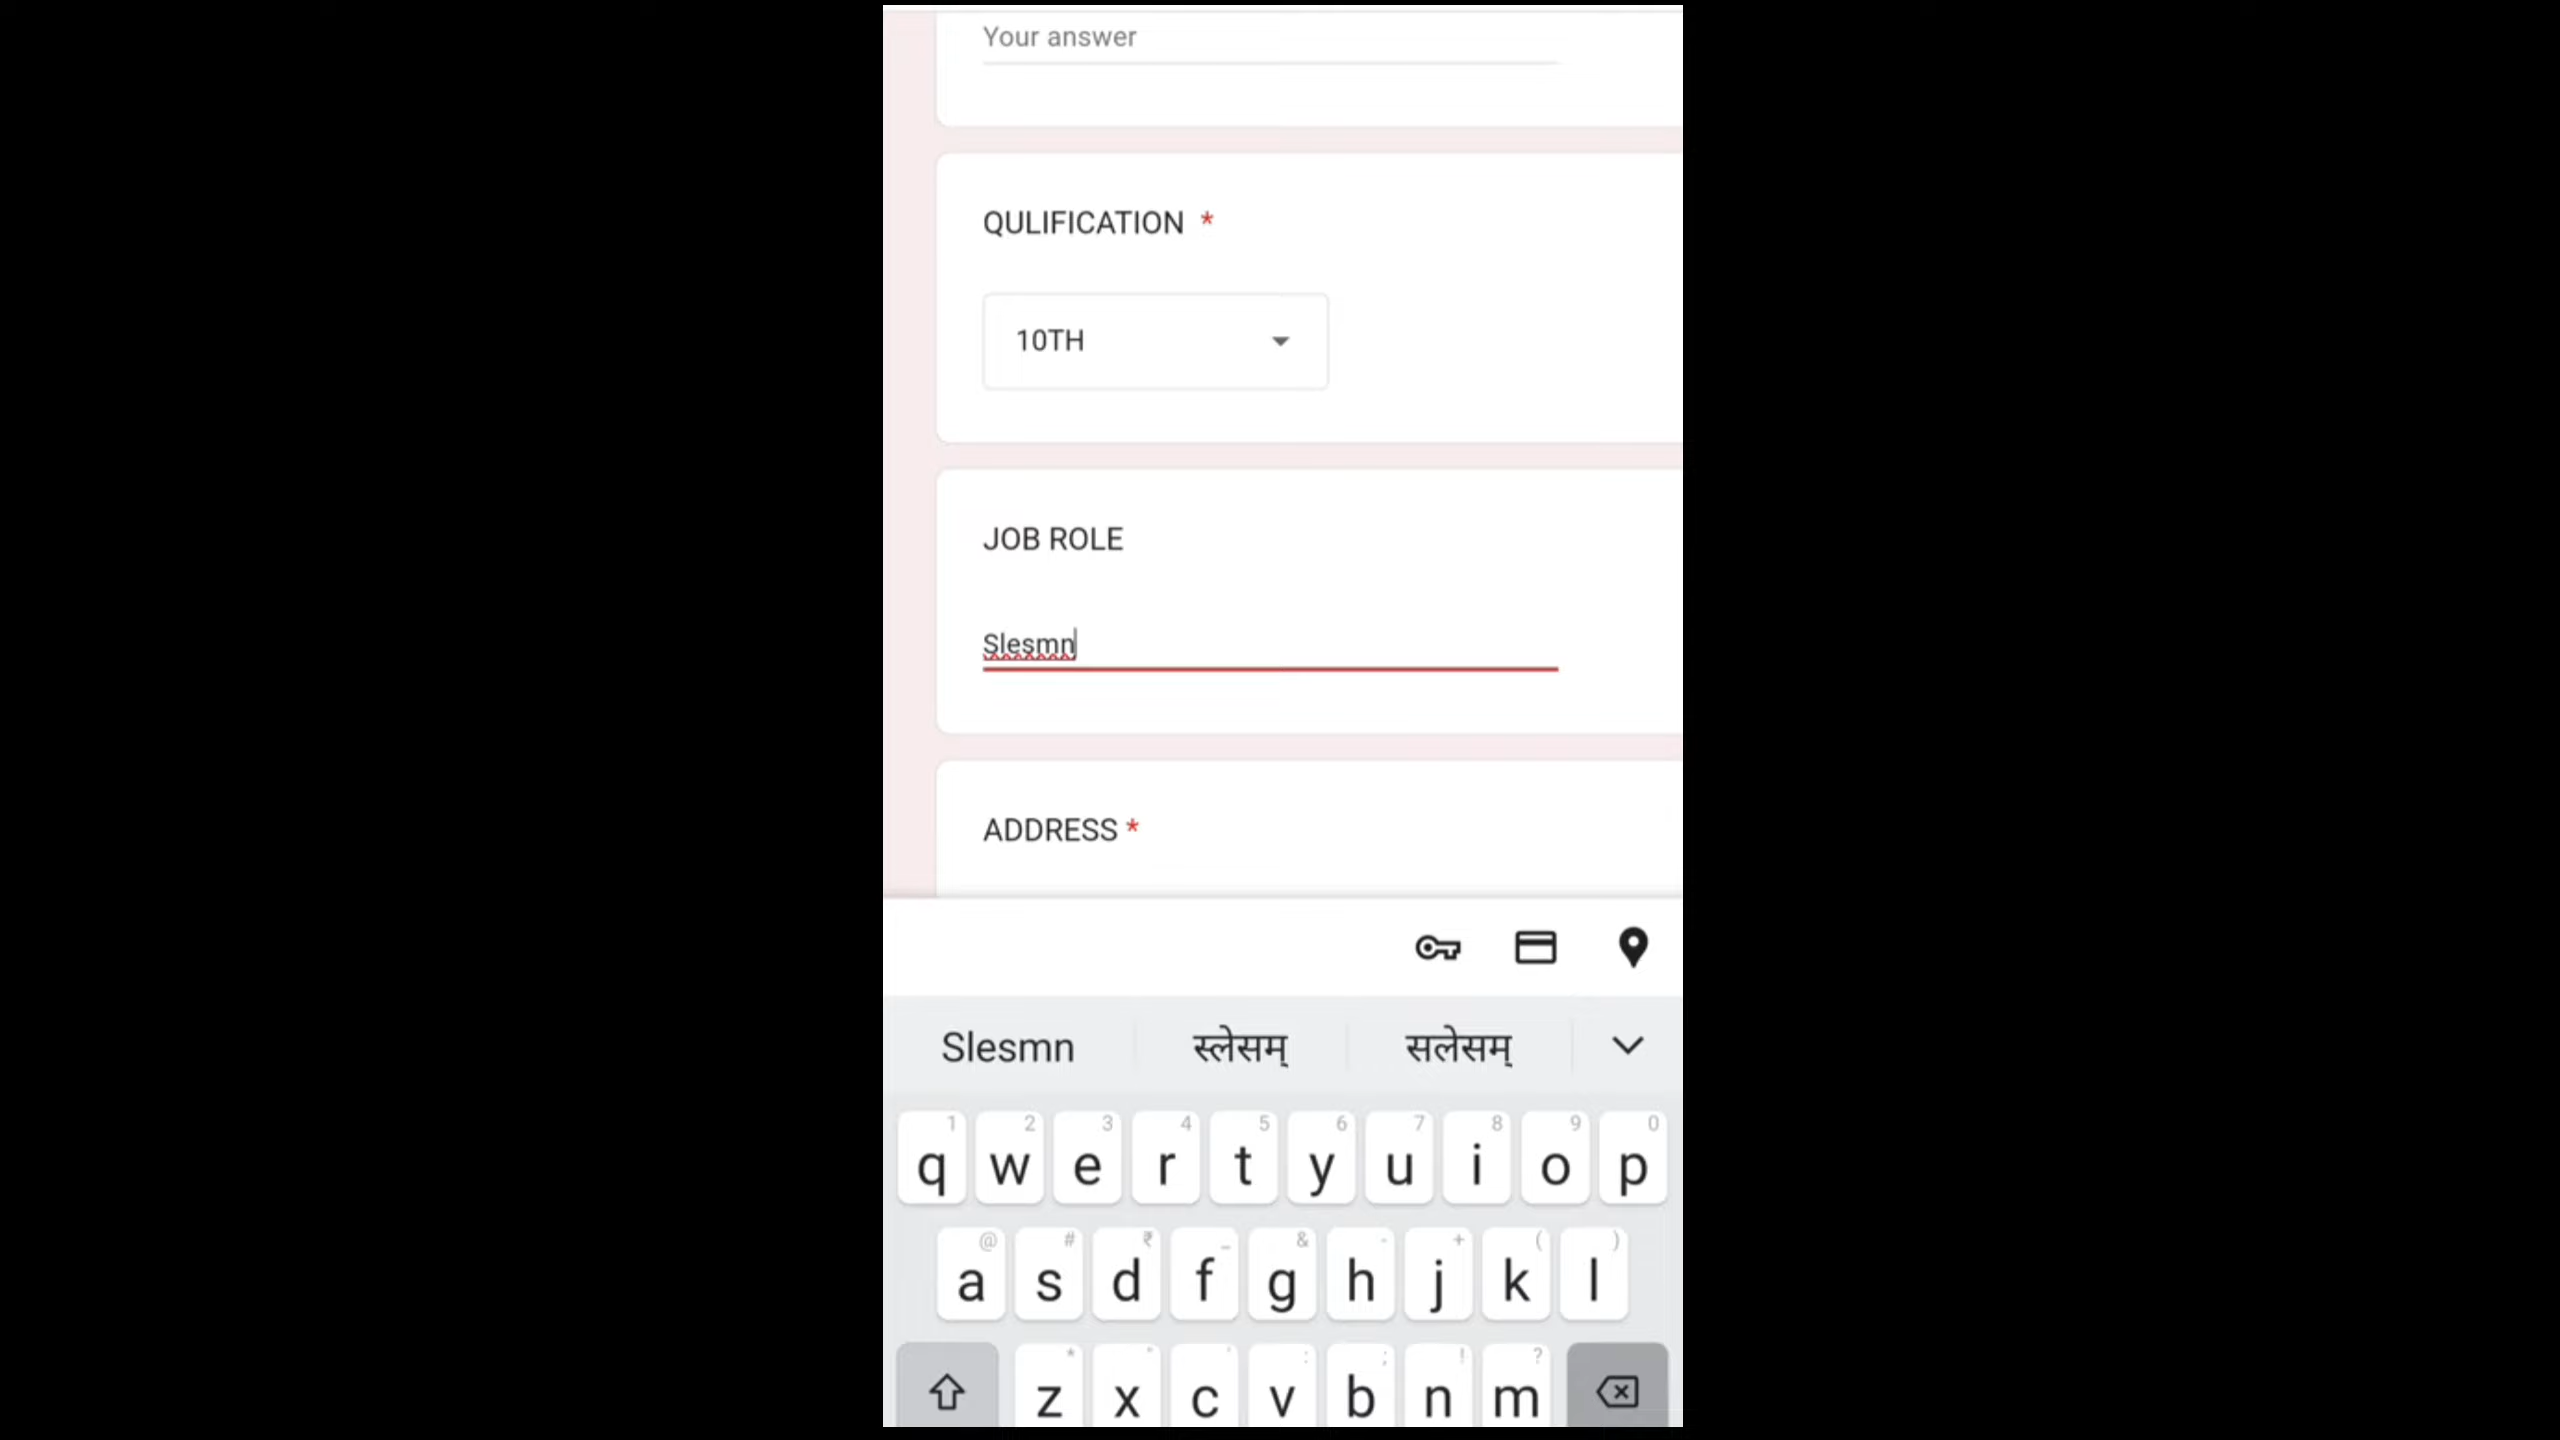 Your answer
QULIFICATION *
10TH
JOB ROLE
Slesmn
ADDRESS *
Slesmn स्लेसम् सलेसम्
1 2 3 4 5 6 7 8 9 0
q w e r t y u i o p
@ # ₹ _ & - + ( )
a s d f g h j k l
* " ' : ; ! ?
z x c v b n m